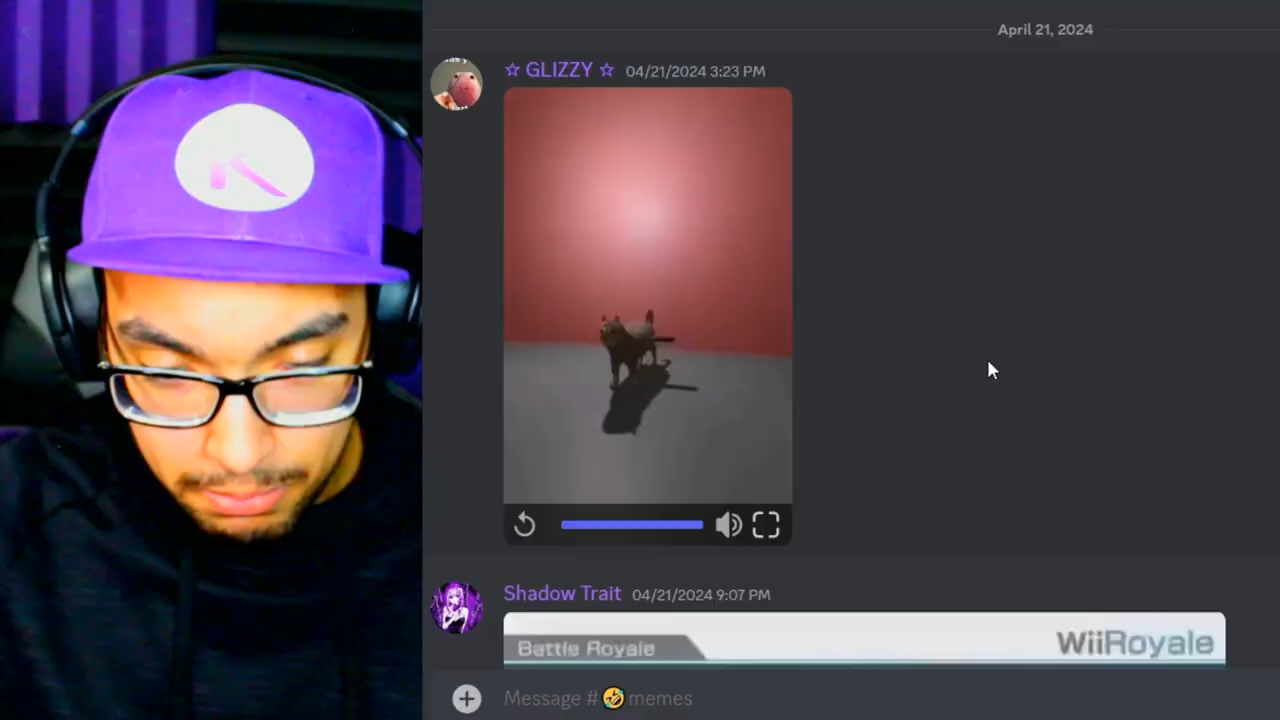 April 21, 2024
☆ GLIZZY ☆ 04/21/2024 3:23 PM
Shadow Trait 04/21/2024 9:07 PM
Battle Royale
WiiRoyale
Message # 🤣 memes